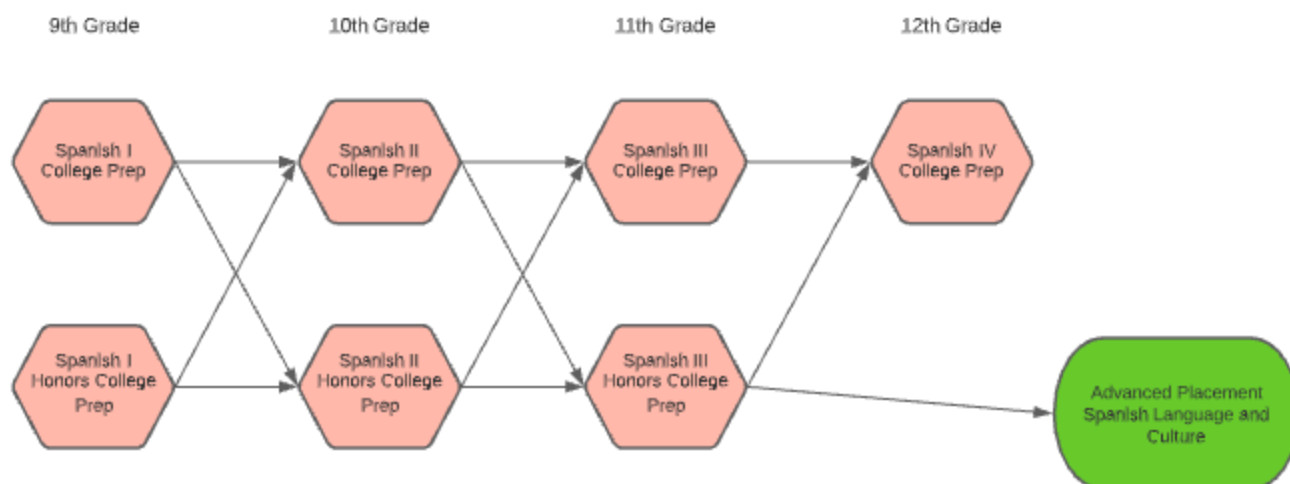 9th Grade
10th Grade
11th Grade
12th Grade
Spanish I
College Prep
Spanish II
College Prep
Spanish III
College Prep
Spanish IV
College Prep
Spanish I
Honors College
Prep
Spanish II
Honors College
Prep
Spanish III
Honors College
Prep
Advanced Placement
Spanish Language and
Culture